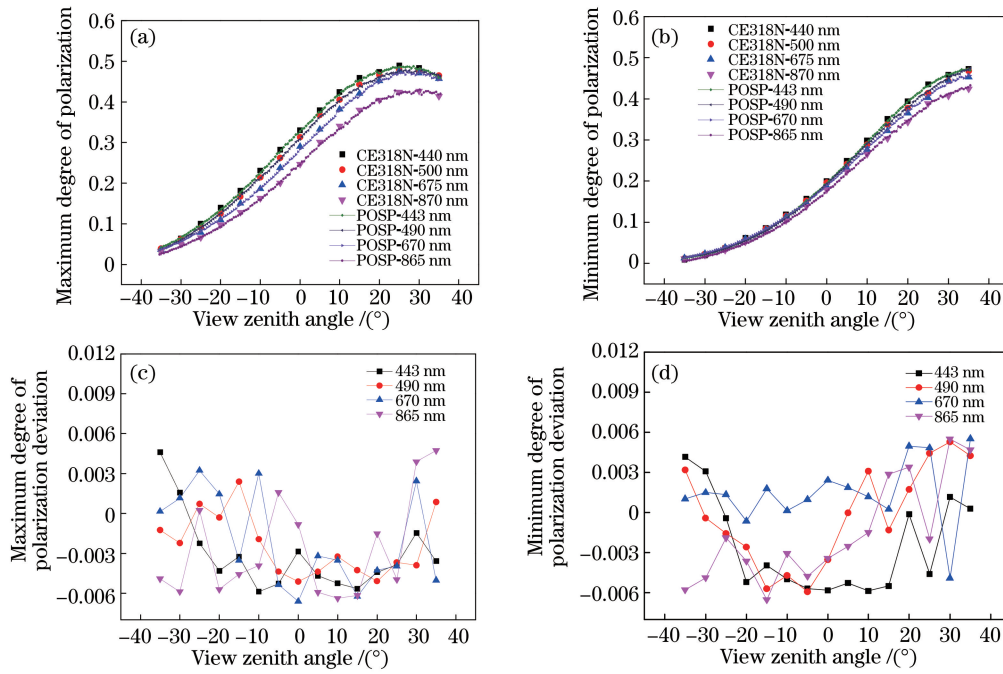 (a)
Maximum degree of polarization
0.6
0.5
0.4
0.3
0.2
0.1
0
CE318N-440 nm
CE318N-500 nm
CE318N-675 nm
CE318N-870 nm
POSP-443 nm
POSP-490 nm
POSP-670 nm
POSP-865 nm
−40 −30 −20 −10 0 10 20 30 40
View zenith angle /(°)
(b)
Minimum degree of polarization
0.6
0.5
0.4
0.3
0.2
0.1
0
CE318N-440 nm
CE318N-500 nm
CE318N-675 nm
CE318N-870 nm
POSP-443 nm
POSP-490 nm
POSP-670 nm
POSP-865 nm
−40 −30 −20 −10 0 10 20 30 40
View zenith angle /(°)
(c)
Maximum degree of
polarization deviation
0.012
0.009
0.006
0.003
0
−0.003
−0.006
443 nm
490 nm
670 nm
865 nm
−40 −30 −20 −10 0 10 20 30 40
View zenith angle /(°)
(d)
Minimum degree of
polarization deviation
0.012
0.009
0.006
0.003
0
−0.003
−0.006
443 nm
490 nm
670 nm
865 nm
−40 −30 −20 −10 0 10 20 30 40
View zenith angle /(°)